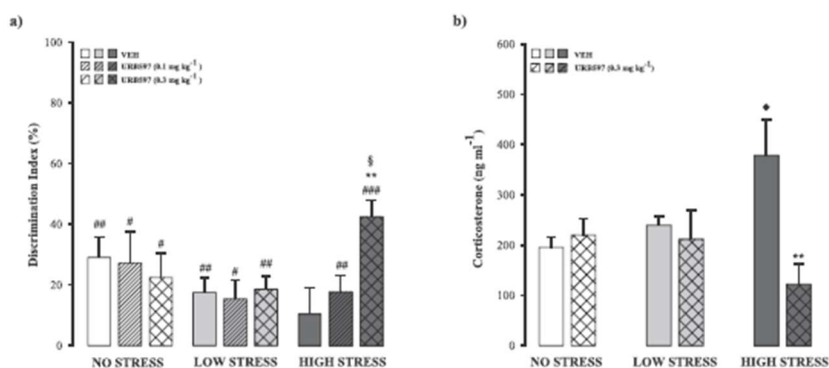 a)
100
80
60
40
20
0
Discrimination Index (%)
VEH
URB597 (0.1 mg kg⁻¹)
URB597 (0.3 mg kg⁻¹)
##
#
#
##
#
##
##
§
**
###
NO STRESS LOW STRESS HIGH STRESS
b)
600
500
400
300
200
100
0
Corticosterone (ng ml⁻¹)
VEH
URB597 (0.3 mg kg⁻¹)
◆
**
NO STRESS LOW STRESS HIGH STRESS